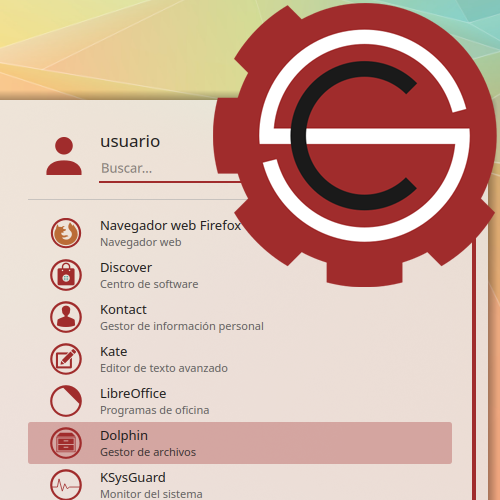 usuario
Buscar...
Navegador web Firefox
Navegador web
Discover
Centro de software
Kontact
Gestor de información personal
Kate
Editor de texto avanzado
LibreOffice
Programas de oficina
Dolphin
Gestor de archivos
KSysGuard
Monitor del sistema